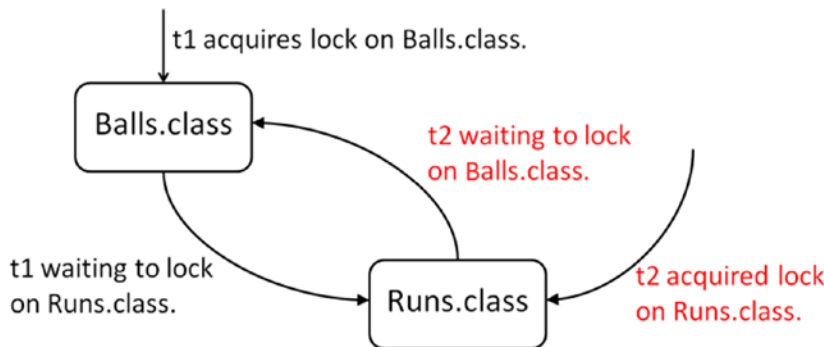 t1 acquires lock on Balls.class.
Balls.class
t2 waiting to lock
on Balls.class.
t1 waiting to lock
on Runs.class.
Runs.class
t2 acquired lock
on Runs.class.